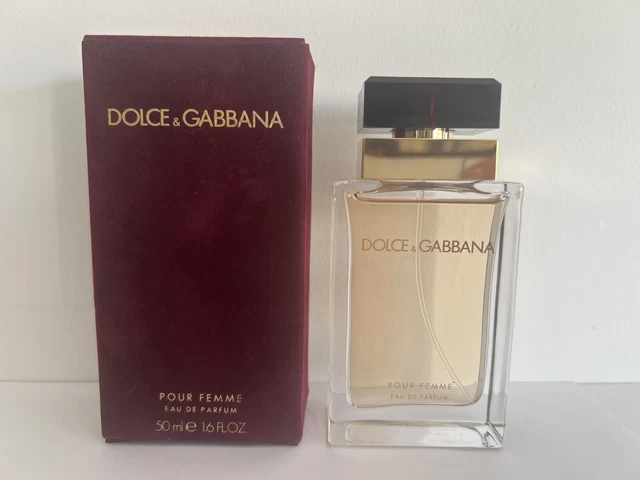 DOLCE & GABBANA
POUR FEMME
EAU DE PARFUM
50 ml ℮ 1.6 FL.OZ.
DOLCE & GABBANA
POUR FEMME
EAU DE PARFUM